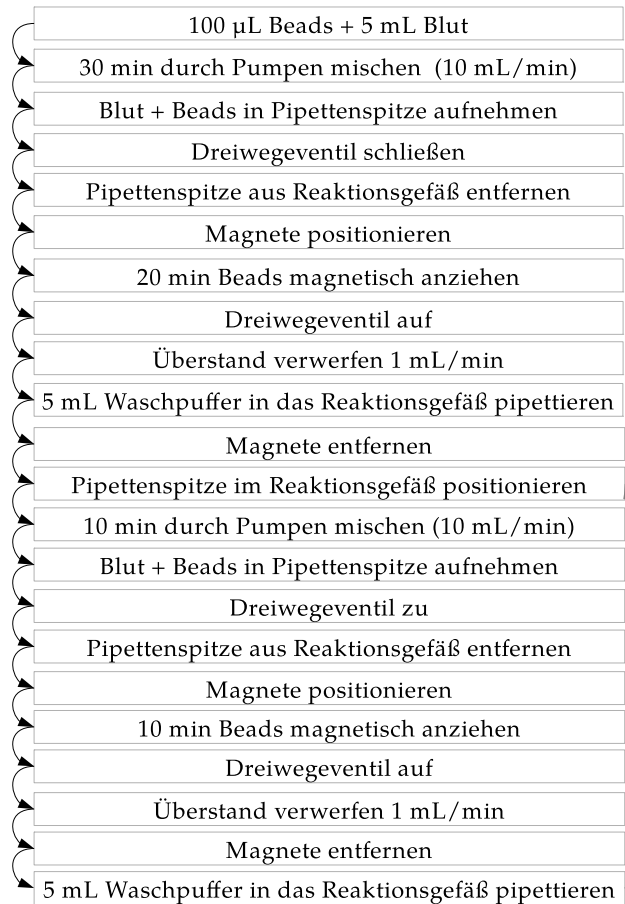 100 µL Beads + 5 mL Blut
30 min durch Pumpen mischen (10 mL/min)
Blut + Beads in Pipettenspitze aufnehmen
Dreiwegeventil schließen
Pipettenspitze aus Reaktionsgefäß entfernen
Magnete positionieren
20 min Beads magnetisch anziehen
Dreiwegeventil auf
Überstand verwerfen 1 mL/min
5 mL Waschpuffer in das Reaktionsgefäß pipettieren
Magnete entfernen
Pipettenspitze im Reaktionsgefäß positionieren
10 min durch Pumpen mischen (10 mL/min)
Blut + Beads in Pipettenspitze aufnehmen
Dreiwegeventil zu
Pipettenspitze aus Reaktionsgefäß entfernen
Magnete positionieren
10 min Beads magnetisch anziehen
Dreiwegeventil auf
Überstand verwerfen 1 mL/min
Magnete entfernen
5 mL Waschpuffer in das Reaktionsgefäß pipettieren